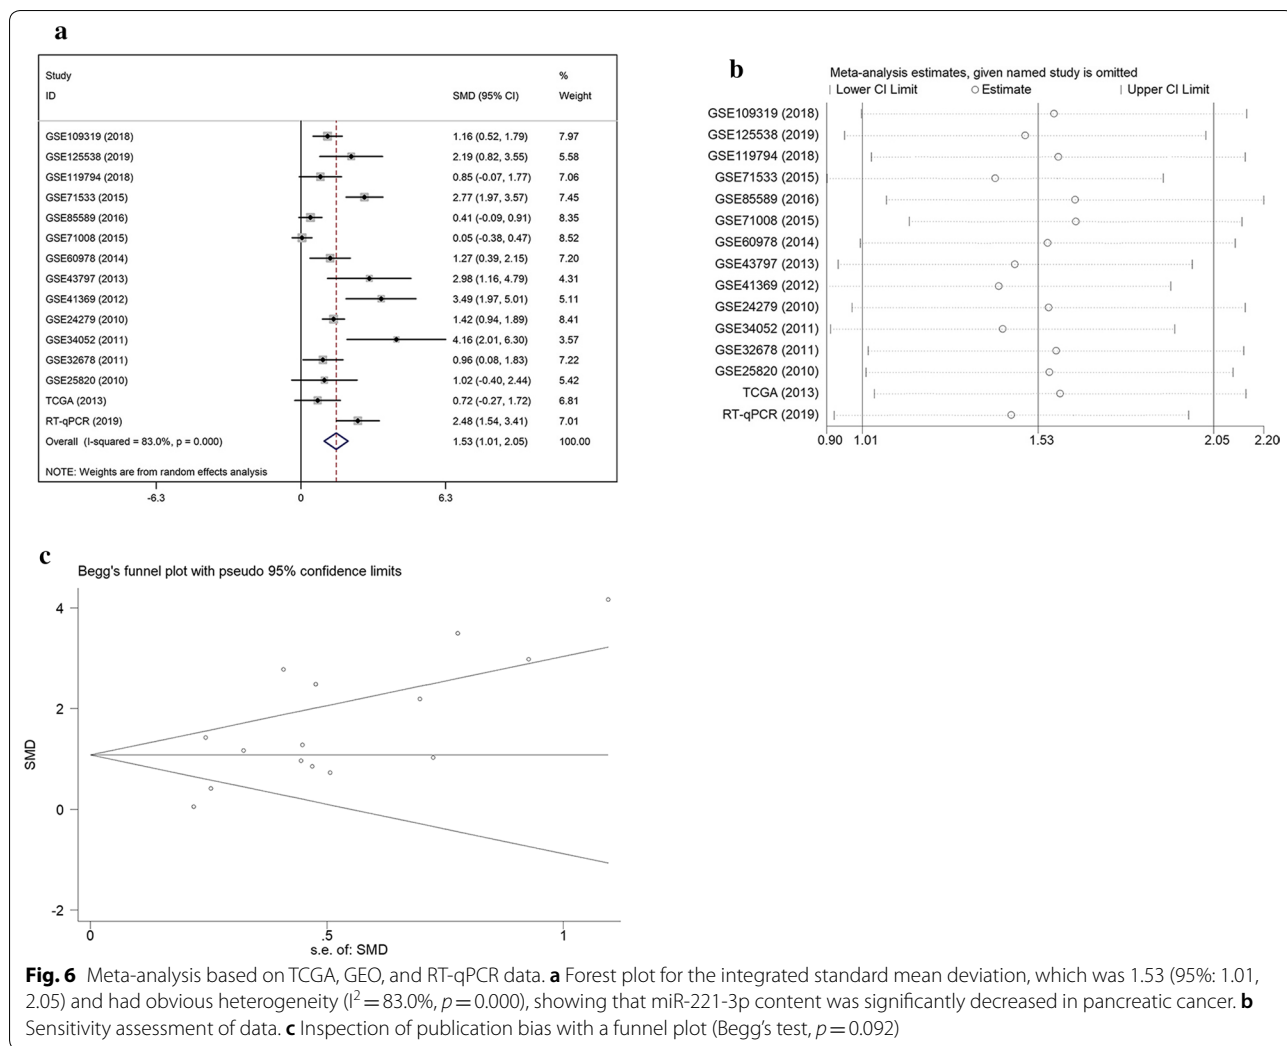 a
Study
%
ID SMD (95% CI) Weight
GSE109319 (2018) 1.16 (0.52, 1.79) 7.97
GSE125538 (2019) 2.19 (0.82, 3.55) 5.58
GSE119794 (2018) 0.85 (-0.07, 1.77) 7.06
GSE71533 (2015) 2.77 (1.97, 3.57) 7.45
GSE85589 (2016) 0.41 (-0.09, 0.91) 8.35
GSE71008 (2015) 0.05 (-0.38, 0.47) 8.52
GSE60978 (2014) 1.27 (0.39, 2.15) 7.20
GSE43797 (2013) 2.98 (1.16, 4.79) 4.31
GSE41369 (2012) 3.49 (1.97, 5.01) 5.11
GSE24279 (2010) 1.42 (0.94, 1.89) 8.41
GSE34052 (2011) 4.16 (2.01, 6.30) 3.57
GSE32678 (2011) 0.96 (0.08, 1.83) 7.22
GSE25820 (2010) 1.02 (-0.40, 2.44) 5.42
TCGA (2013) 0.72 (-0.27, 1.72) 6.81
RT-qPCR (2019) 2.48 (1.54, 3.41) 7.01
Overall (I-squared = 83.0%, p = 0.000) 1.53 (1.01, 2.05) 100.00
NOTE: Weights are from random effects analysis
-6.3 0 6.3
b
Meta-analysis estimates, given named study is omitted
Lower CI Limit Estimate Upper CI Limit
GSE109319 (2018)
GSE125538 (2019)
GSE119794 (2018)
GSE71533 (2015)
GSE85589 (2016)
GSE71008 (2015)
GSE60978 (2014)
GSE43797 (2013)
GSE41369 (2012)
GSE24279 (2010)
GSE34052 (2011)
GSE32678 (2011)
GSE25820 (2010)
TCGA (2013)
RT-qPCR (2019)
0.90 1.01 1.53 2.05 2.20
c
Begg's funnel plot with pseudo 95% confidence limits
4
2
SMD
0
-2
0 .5 1
s.e. of: SMD
Fig. 6 Meta-analysis based on TCGA, GEO, and RT-qPCR data. a Forest plot for the integrated standard mean deviation, which was 1.53 (95%: 1.01,
2.05) and had obvious heterogeneity (I² = 83.0%, p = 0.000), showing that miR-221-3p content was significantly decreased in pancreatic cancer. b
Sensitivity assessment of data. c Inspection of publication bias with a funnel plot (Begg's test, p = 0.092)